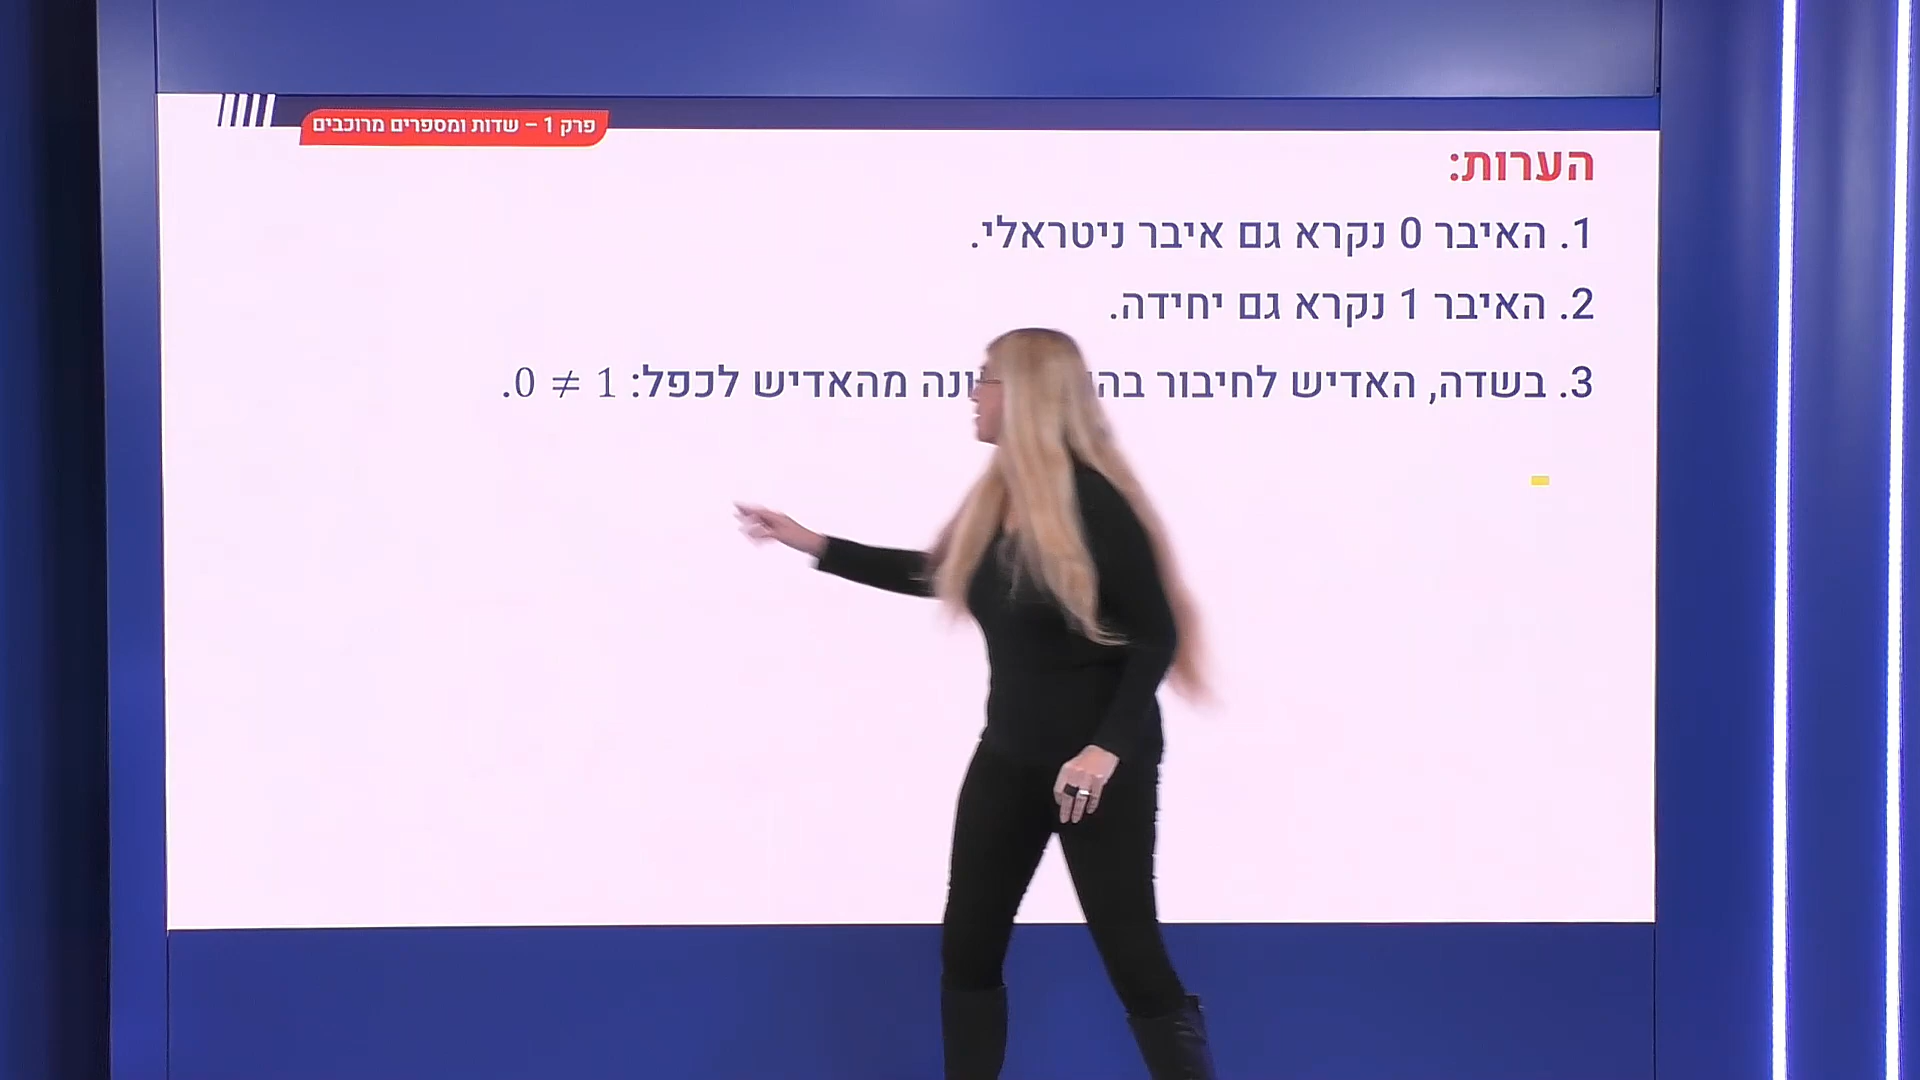 פרק 1 – שדות ומספרים מרוכבים
הערות:
1. האיבר 0 נקרא גם איבר ניטראלי.
2. האיבר 1 נקרא גם יחידה.
3. בשדה, האדיש לחיבור מהאדיש לכפל: 1 ≠ 0.